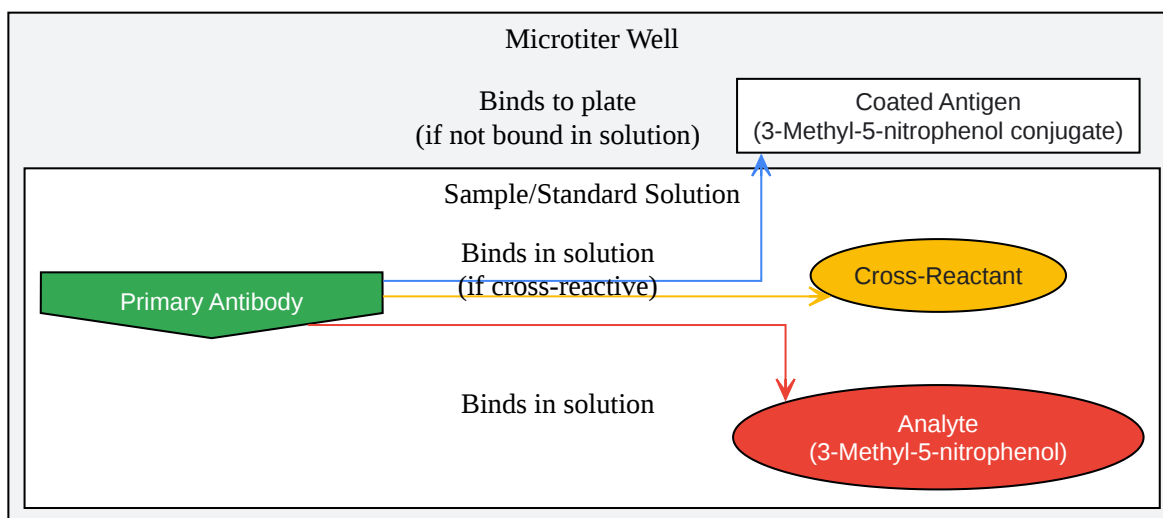 Microtiter Well
Binds to plate
(if not bound in solution)
Coated Antigen
(3-Methyl-5-nitrophenol conjugate)
Sample/Standard Solution
Binds in solution
(if cross-reactive)
Cross-Reactant
Primary Antibody
Binds in solution
Analyte
(3-Methyl-5-nitrophenol)